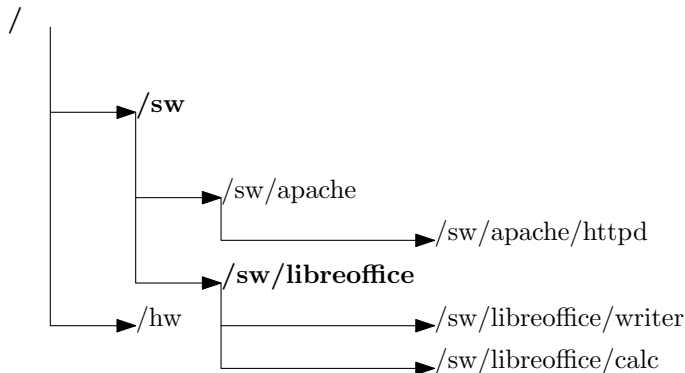 /
/sw
/sw/apache
/sw/apache/httpd
/sw/libreoffice
/hw
/sw/libreoffice/writer
/sw/libreoffice/calc